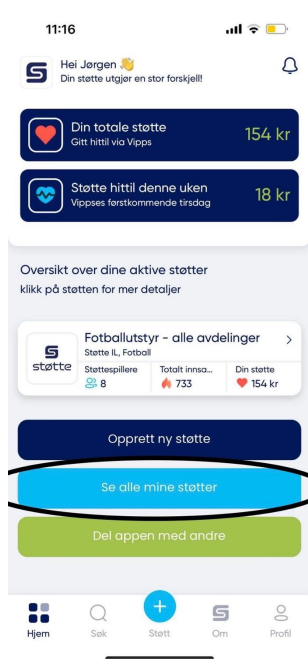 11:16
Hei Jørgen 👋
Din støtte utgjør en stor forskjell!
Din totale støtte
Gitt hittil via Vipps
154 kr
Støtte hittil denne uken
Vippses førstkommende tirsdag
18 kr
Oversikt over dine aktive støtter
klikk på støtten for mer detaljer
støtte
Fotballutstyr - alle avdelinger
Støtte IL, Fotball
Støttespillere Totalt innsa... Din støtte
8 733 154 kr
Opprett ny støtte
Se alle mine støtter
Del appen med andre
Hjem Søk Støtt Om Profil